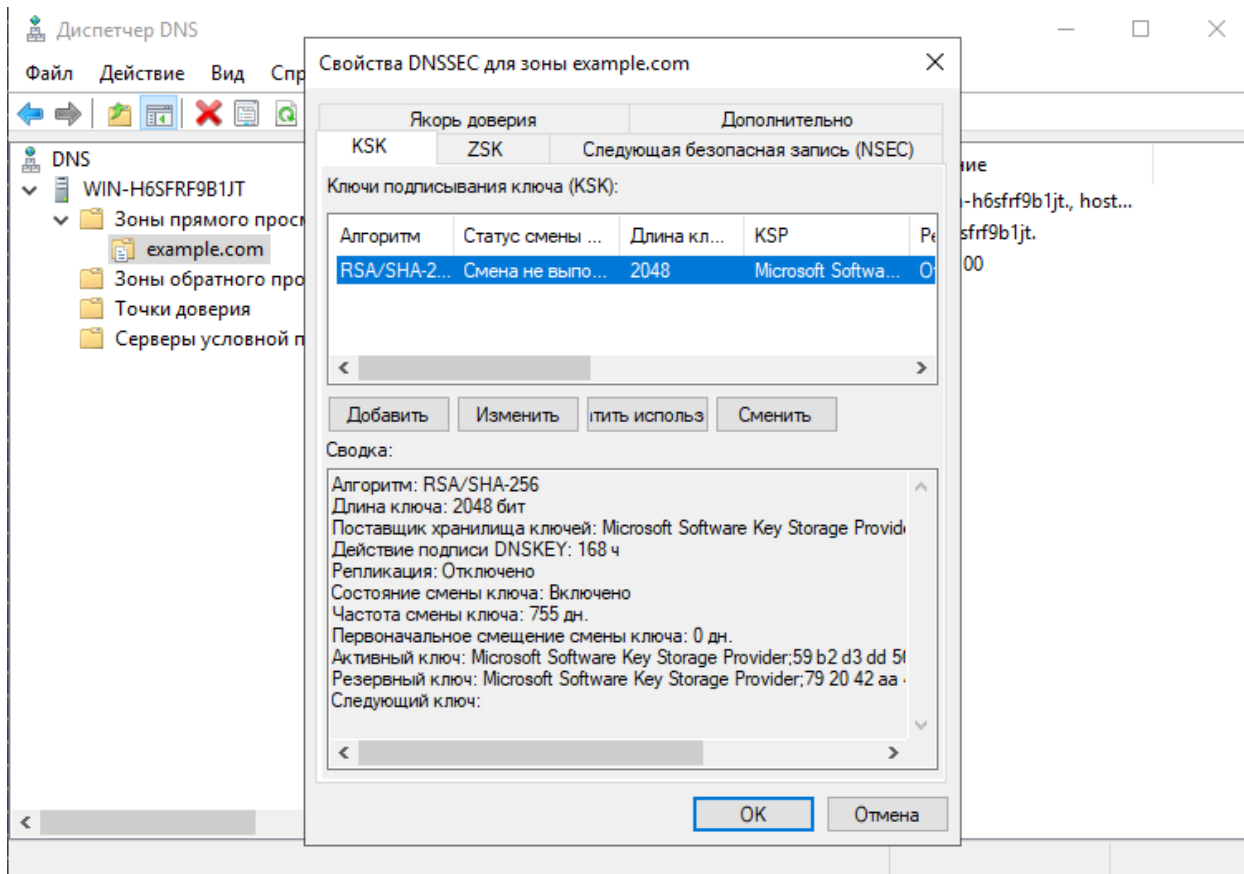 Диспетчер DNS
Файл Действие Вид Спр
DNS
WIN-H6SFRF9B1JT
Зоны прямого просм
example.com
Зоны обратного про
Точки доверия
Серверы условной п
Свойства DNSSEC для зоны example.com
Якорь доверия Дополнительно
KSK ZSK Следующая безопасная запись (NSEC)
Ключи подписывания ключа (KSK):
Алгоритм Статус смены ... Длина кл... KSP Ре
RSA/SHA-2... Смена не выпо... 2048 Microsoft Softwa... От
Добавить Изменить тить использ Сменить
Сводка:
Алгоритм: RSA/SHA-256
Длина ключа: 2048 бит
Поставщик хранилища ключей: Microsoft Software Key Storage Provide
Действие подписи DNSKEY: 168 ч
Репликация: Отключено
Состояние смены ключа: Включено
Частота смены ключа: 755 дн.
Первоначальное смещение смены ключа: 0 дн.
Активный ключ: Microsoft Software Key Storage Provider;59 b2 d3 dd 5
Резервный ключ: Microsoft Software Key Storage Provider;79 20 42 aa
Следующий ключ:
OK Отмена
ние
-h6sfrf9b1jt., host...
sfrf9b1jt.
00